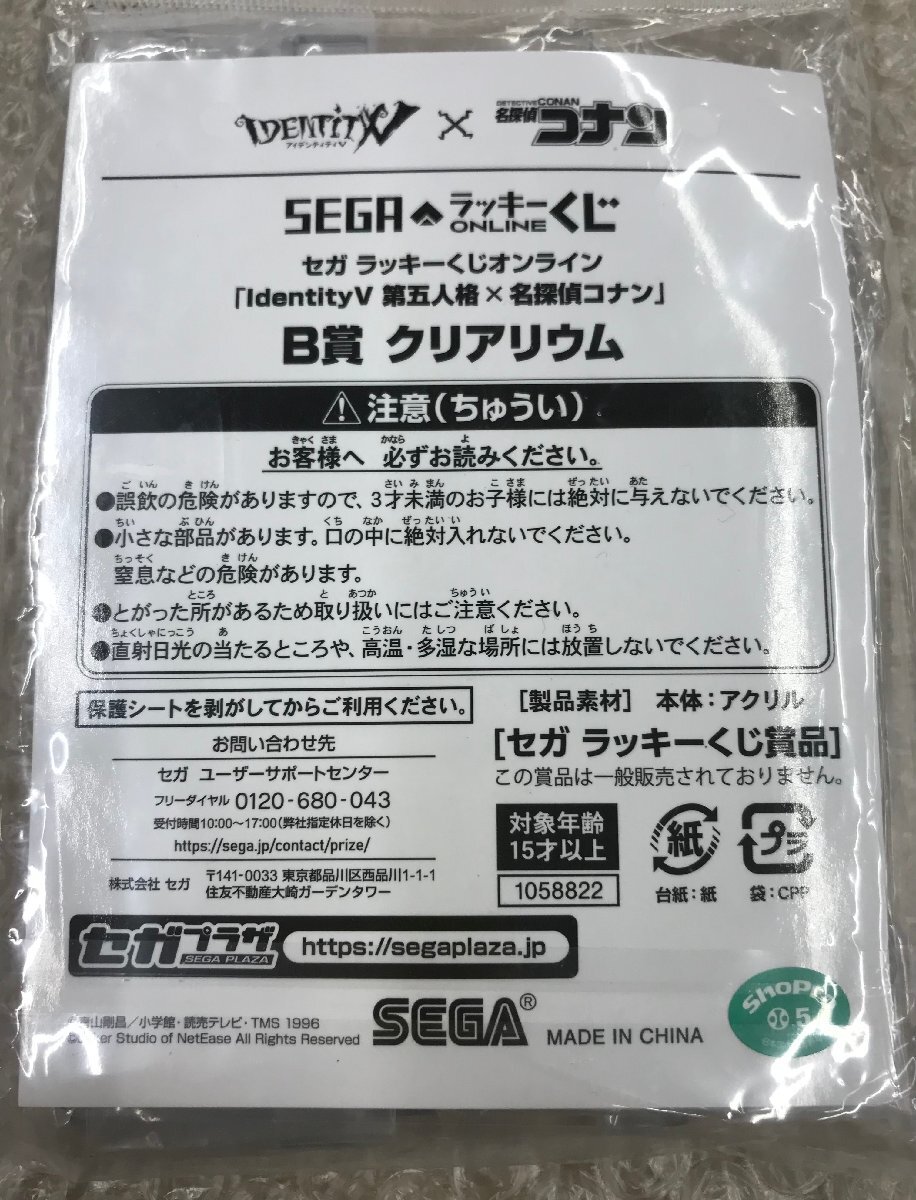 IDENTITY V × DETECTIVE CONAN 名探偵コナン
アイデンティティV
SEGA ラッキーくじ ONLINE
セガ ラッキーくじオンライン
「IdentityV 第五人格×名探偵コナン」
B賞 クリアリウム
注意(ちゅうい)
お客様へ 必ずお読みください。
●誤飲の危険がありますので、3才未満のお子様には絶対に与えないでください。
●小さな部品があります。口の中に絶対入れないでください。
窒息などの危険があります。
●とがった所があるため取り扱いにはご注意ください。
●直射日光の当たるところや、高温・多湿な場所には放置しないでください。
保護シートを剥がしてからご利用ください。
[製品素材] 本体:アクリル
お問い合わせ先
セガ ユーザーサポートセンター
フリーダイヤル 0120-680-043
受付時間10:00～17:00(弊社指定休日を除く)
https://sega.jp/contact/prize/
株式会社 セガ 〒141-0033 東京都品川区西品川1-1-1
住友不動産大崎ガーデンタワー
[セガ ラッキーくじ賞品]
この賞品は一般販売されておりません。
対象年齢
15才以上
1058822
紙
台紙:紙
プラ
袋:CPP
セガプラザ SEGA PLAZA https://segaplaza.jp
青山剛昌/小学館・読売テレビ・TMS 1996
Studio of NetEase All Rights Reserved
SEGA®
MADE IN CHINA
ShoPro
5